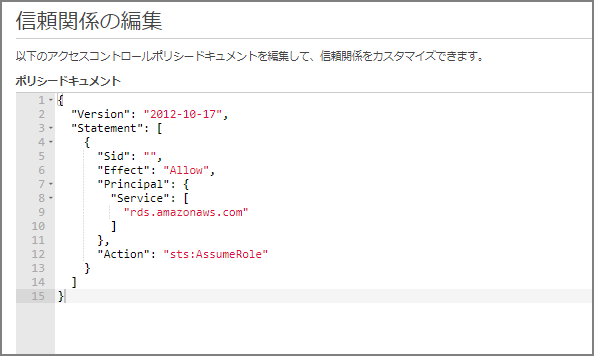 信頼関係の編集
以下のアクセスコントロールポリシードキュメントを編集して、信頼関係をカスタマイズできます。
ポリシードキュメント
1 {
2   "Version": "2012-10-17",
3   "Statement": [
4     {
5       "Sid": "",
6       "Effect": "Allow",
7       "Principal": {
8         "Service": [
9           "rds.amazonaws.com"
10         ]
11       },
12       "Action": "sts:AssumeRole"
13     }
14   ]
15 }